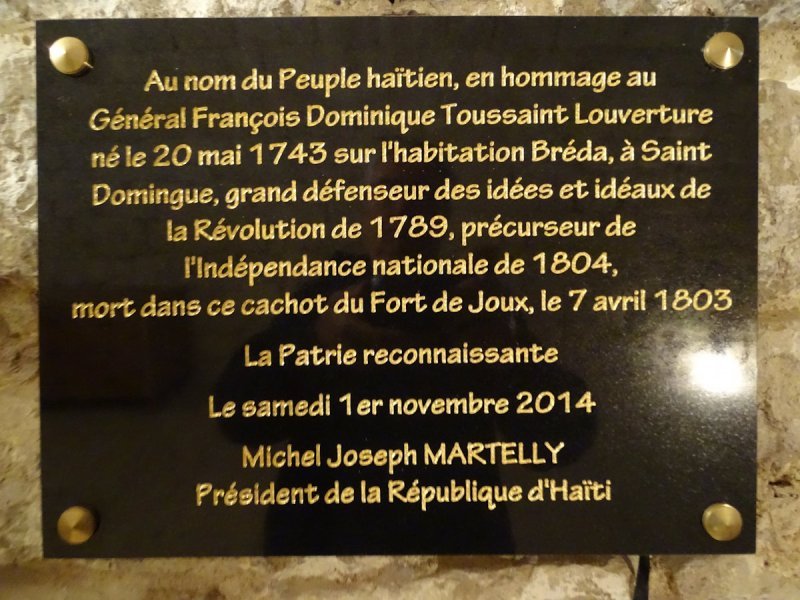 Au nom du Peuple haïtien, en hommage au
Général François Dominique Toussaint Louverture
né le 20 mai 1743 sur l'habitation Bréda, à Saint
Domingue, grand défenseur des idées et idéaux de
la Révolution de 1789, précurseur de
l'Indépendance nationale de 1804,
mort dans ce cachot du Fort de Joux, le 7 avril 1803
La Patrie reconnaissante
Le samedi 1er novembre 2014
Michel Joseph MARTELLY
Président de la République d'Haïti